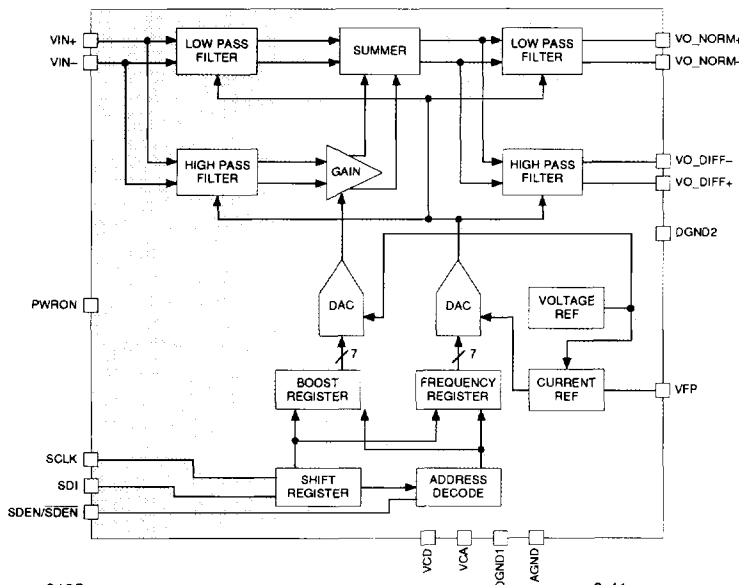 VIN+
VIN−
LOW PASS
FILTER
SUMMER
LOW PASS
FILTER
VO_NORM+
VO_NORM-
HIGH PASS
FILTER
GAIN
HIGH PASS
FILTER
VO_DIFF−
VO_DIFF+
DGND2
PWRON
DAC
DAC
VOLTAGE
REF
7
7
BOOST
REGISTER
FREQUENCY
REGISTER
CURRENT
REF
VFP
SCLK
SDI
SDEN/SDEN
SHIFT
REGISTER
ADDRESS
DECODE
VCD
VCA
DGND1
AGND